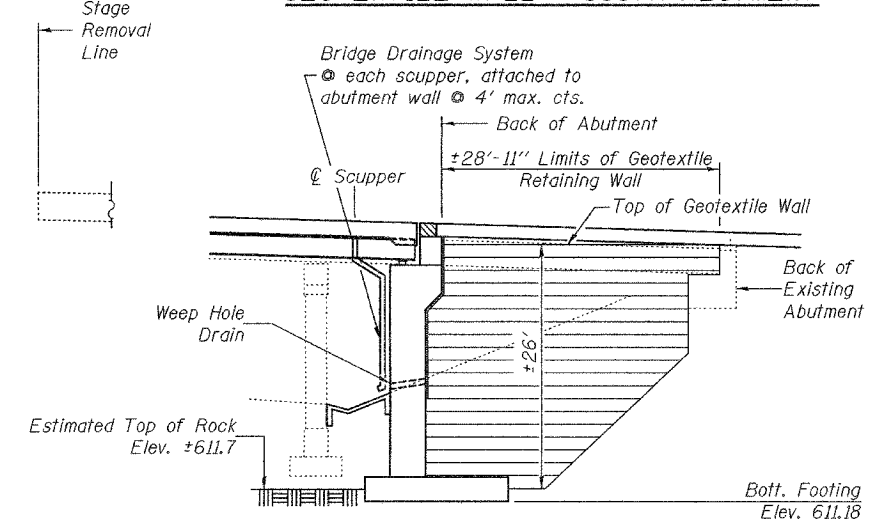 Stage
Removal
Line
Bridge Drainage System
@ each scupper, attached to
abutment wall @ 4' max. cts.
Back of Abutment
±28'-11'' Limits of Geotextile
Retaining Wall
℄ Scupper
Top of Geotextile Wall
Back of
Existing
Abutment
Weep Hole
Drain
±26'
Estimated Top of Rock
Elev. ±611.7
Bott. Footing
Elev. 611.18